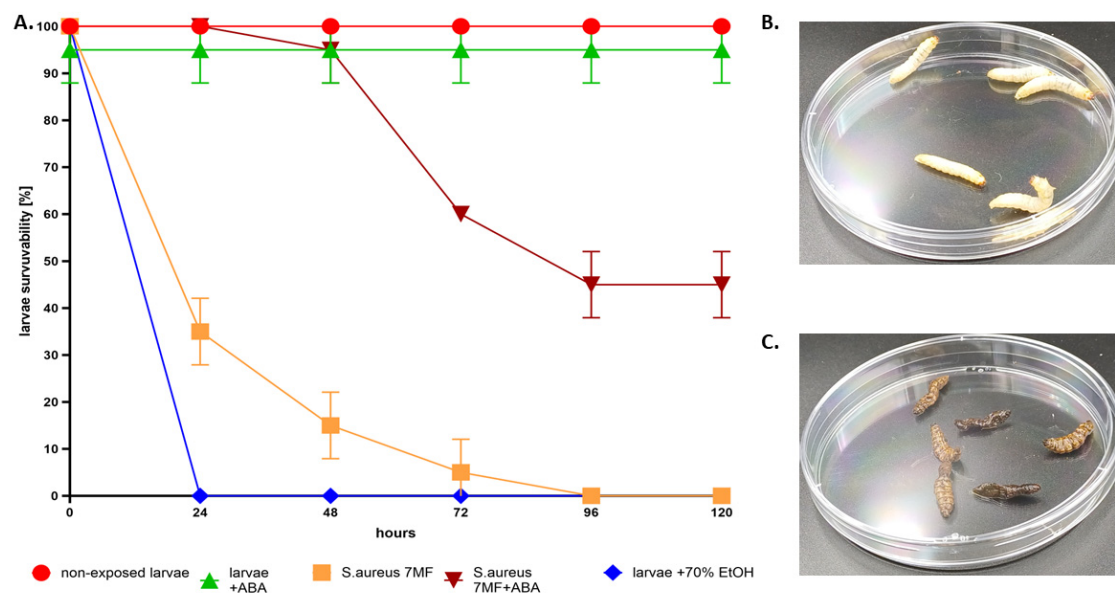 A.
B.
100
90
80
70
60
50
40
30
20
10
0
larvae survuvability [%]
0 24 48 72 96 120
hours
non-exposed larvae
larvae
+ABA
S.aureus 7MF
S.aureus
7MF+ABA
larvae +70% EtOH
C.